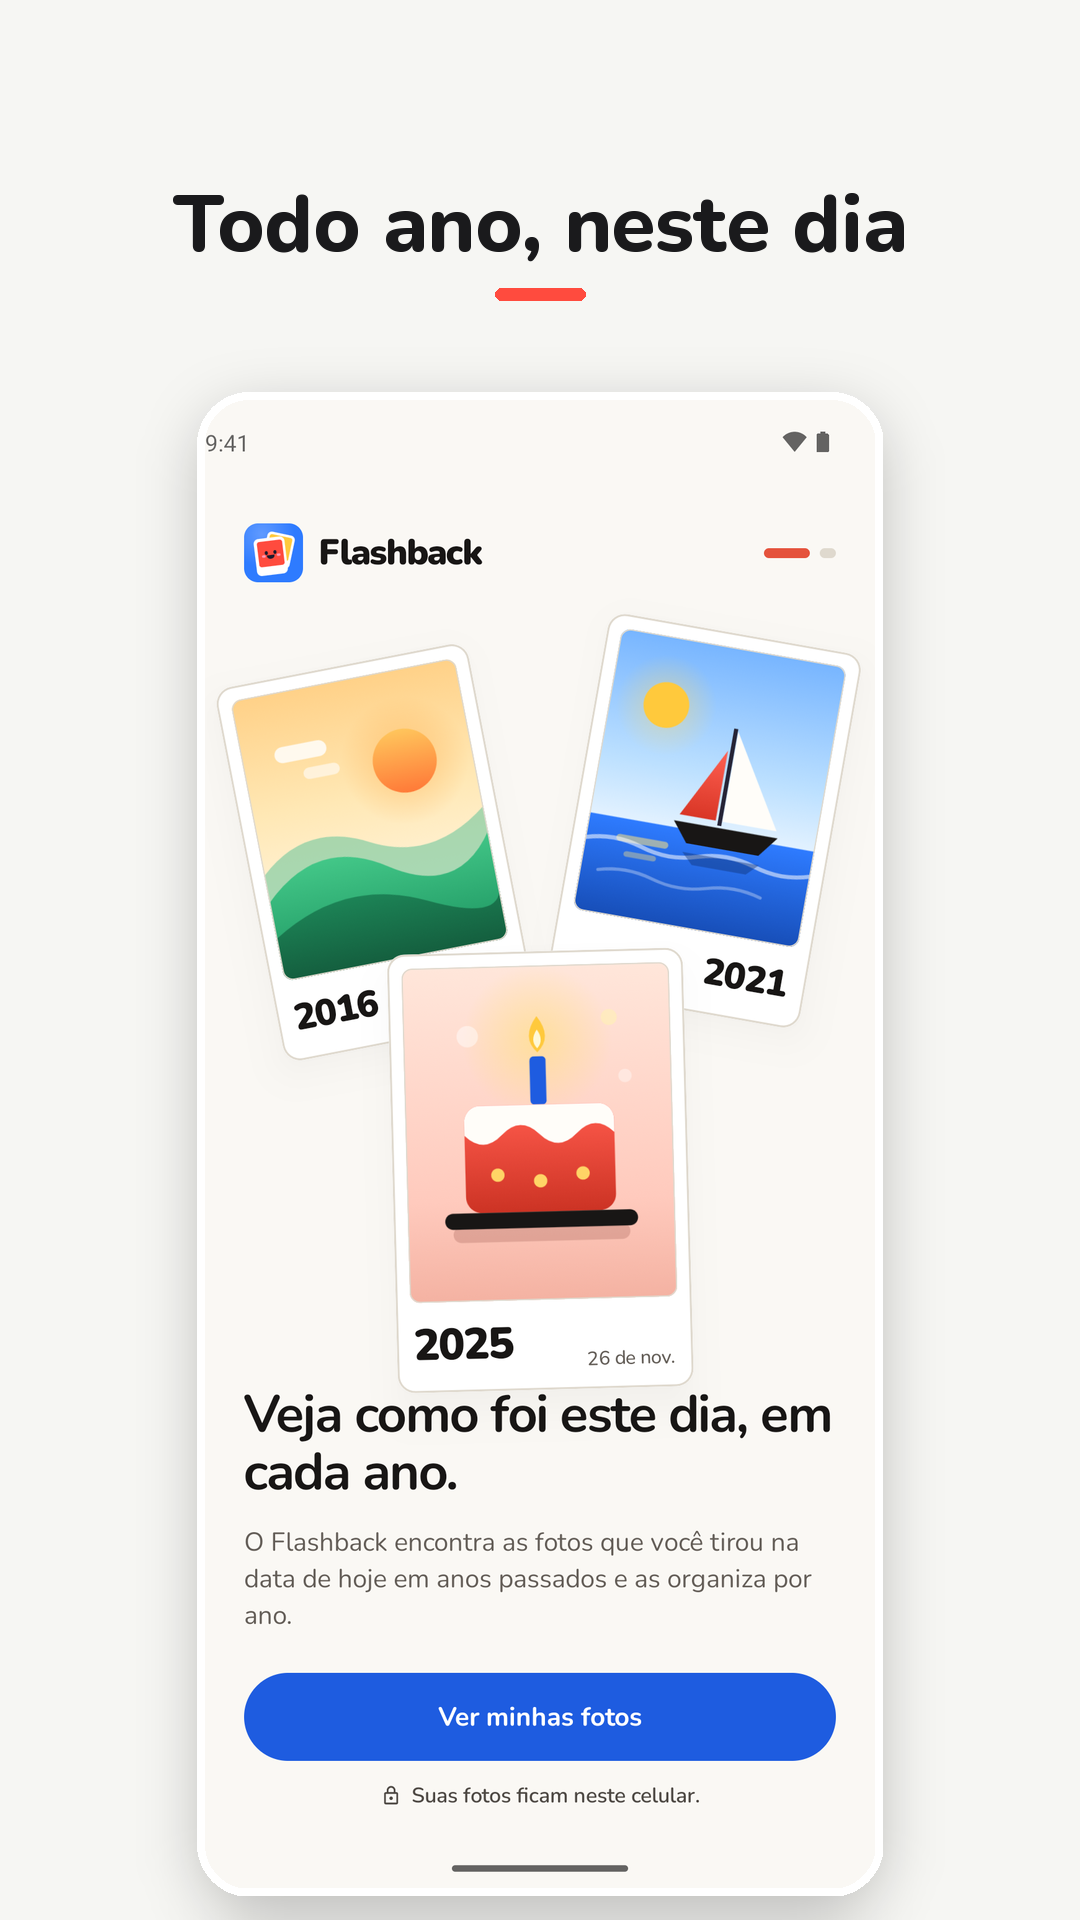 Todo ano, neste dia
9:41
Flashback
2016
2021
2025
26 de nov.
Veja como foi este dia, em
cada ano.
O Flashback encontra as fotos que você tirou na
data de hoje em anos passados e as organiza por
ano.
Ver minhas fotos
Suas fotos ficam neste celular.